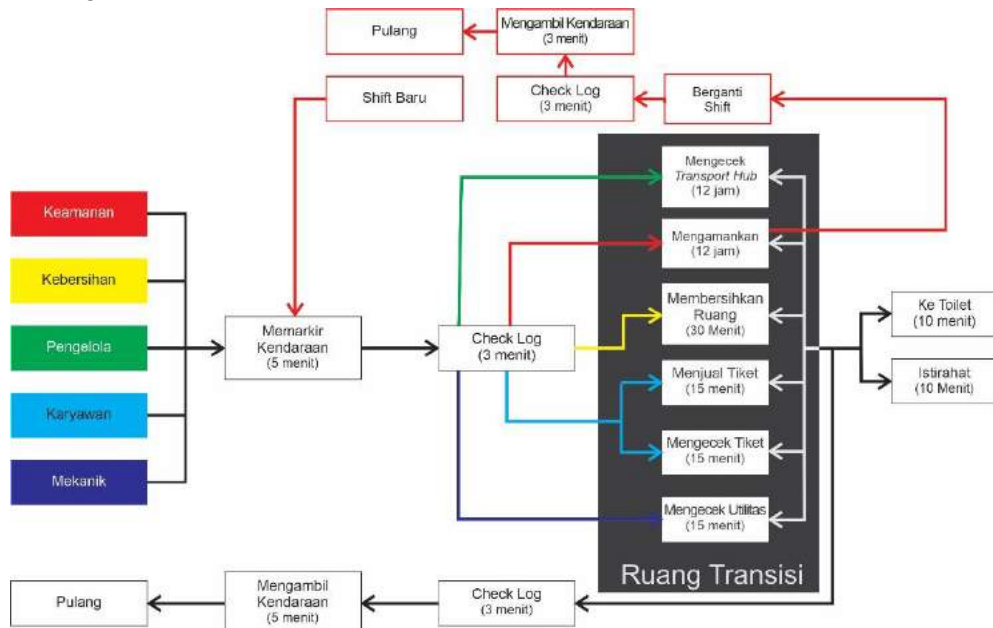 Pulang
Mengambil Kendaraan
(3 menit)
Shift Baru
Check Log
(3 menit)
Berganti
Shift
Mengecek
Transport Hub
(12 jam)
Keamanan
Mengamankan
(12 jam)
Kebersihan
Membersihkan
Ruang
(30 Menit)
Ke Toilet
(10 menit)
Pengelola
Memarkir
Kendaraan
(5 menit)
Check Log
(3 menit)
Menjual Tiket
(15 menit)
Istirahat
(10 Menit)
Karyawan
Mengecek Tiket
(15 menit)
Mekanik
Mengecek Utilitas
(15 menit)
Ruang Transisi
Pulang
Mengambil
Kendaraan
(5 menit)
Check Log
(3 menit)